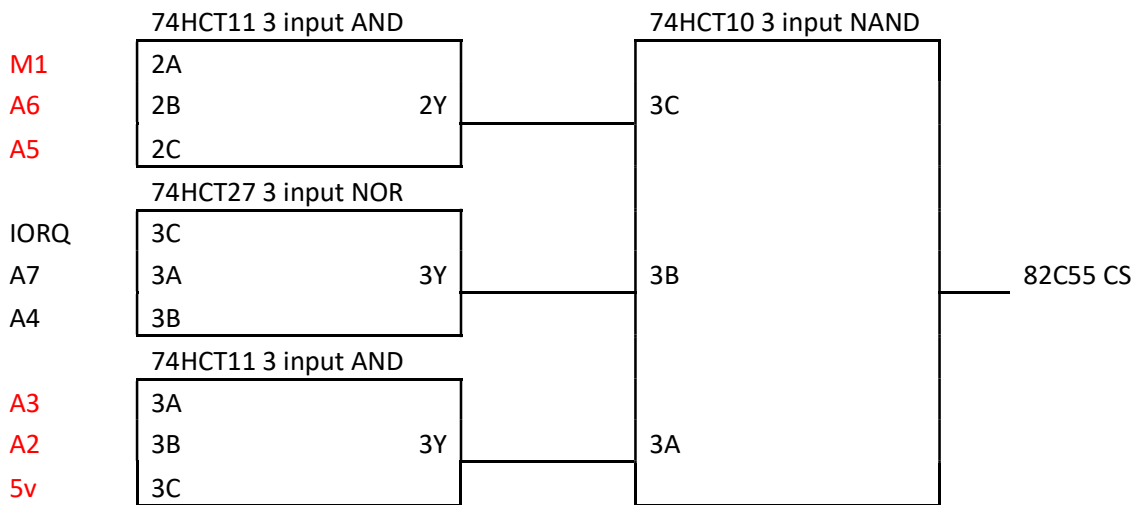 74HCT11 3 input AND 74HCT10 3 input NAND
M1 2A
A6 2B 2Y 3C
A5 2C
74HCT27 3 input NOR
IORQ 3C
A7 3A 3Y 3B 82C55 CS
A4 3B
74HCT11 3 input AND
A3 3A
A2 3B 3Y 3A
5v 3C